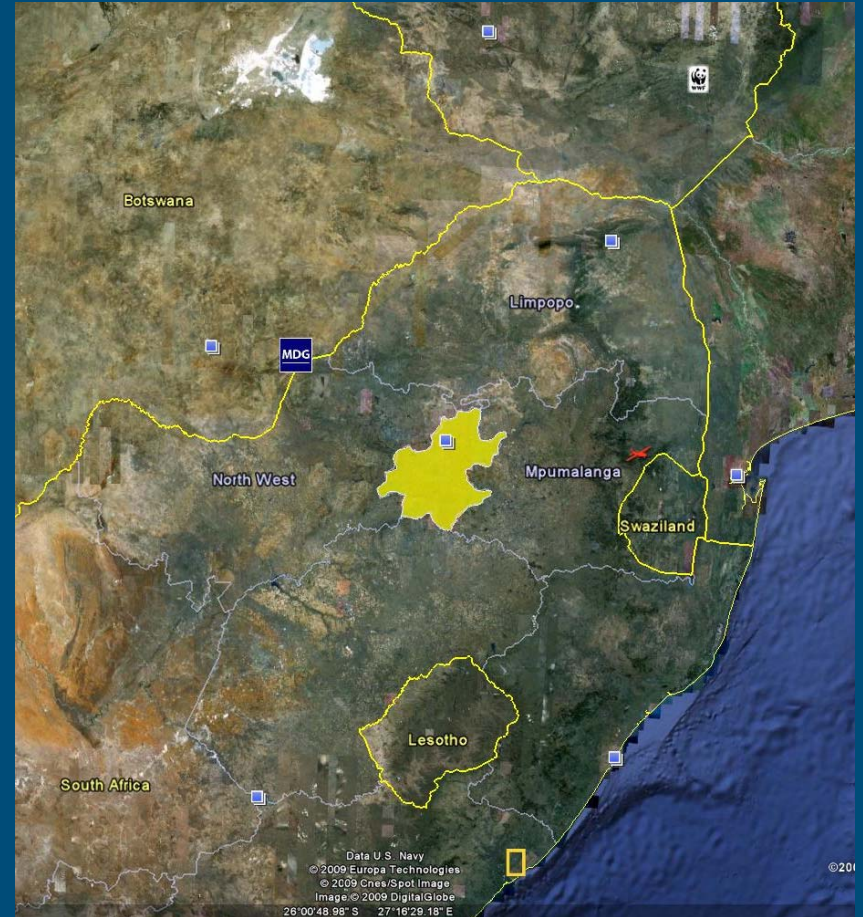 WWF
Botswana
Limpopo
MDG
North West
Mpumalanga
Swaziland
Lesotho
South Africa
Data U.S. Navy
© 2009 Europa Technologies
© 2009 Cnes/Spot Image
Image © 2009 DigitalGlobe
26°00'48.98" S 27°16'29.18" E
©200